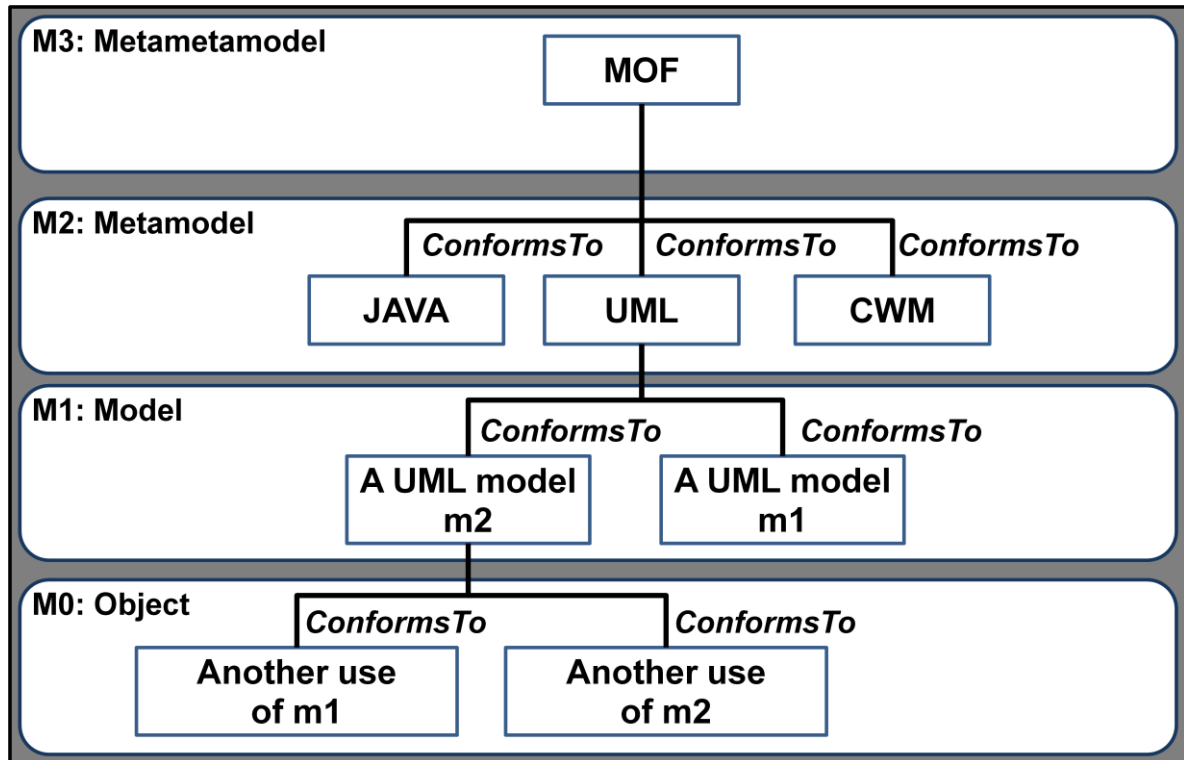 M3: Metametamodel
MOF
M2: Metamodel
ConformsTo ConformsTo ConformsTo
JAVA UML CWM
M1: Model
ConformsTo ConformsTo
A UML model A UML model
m2 m1
M0: Object
ConformsTo ConformsTo
Another use Another use
of m1 of m2